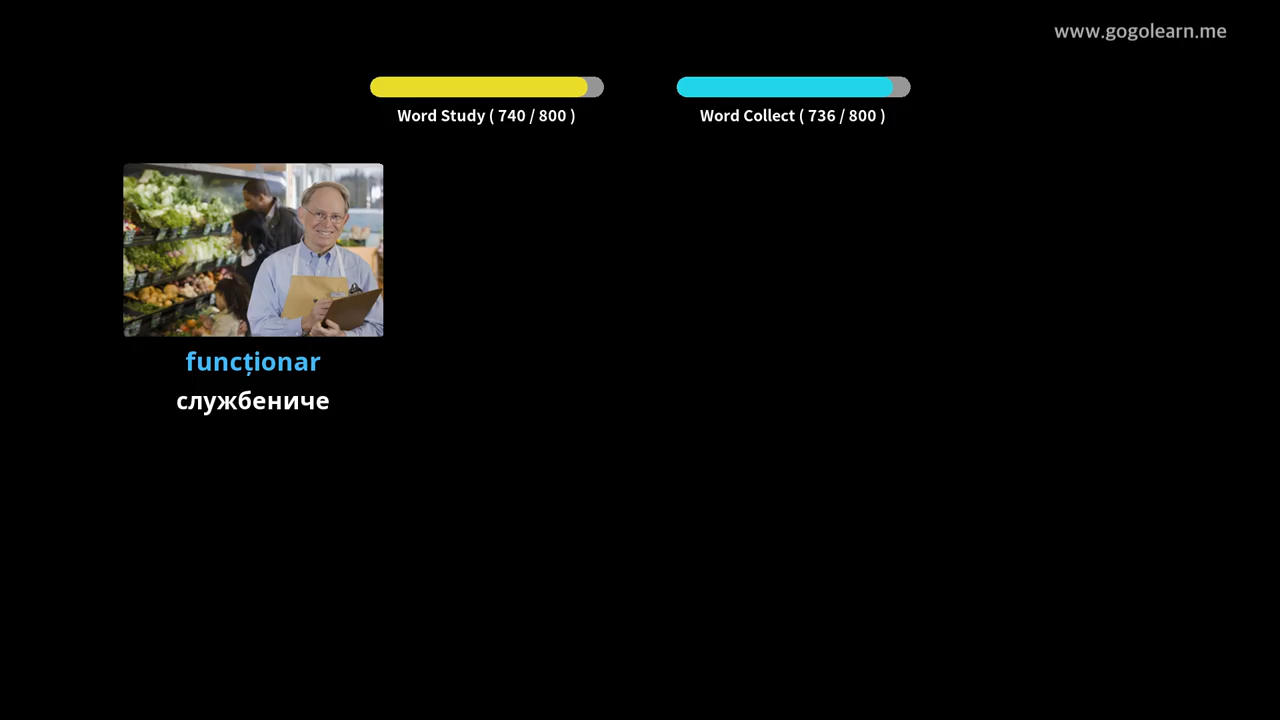 www.gogolearn.me
Word Study ( 740 / 800 )
Word Collect ( 736 / 800 )
funcționar
службениче